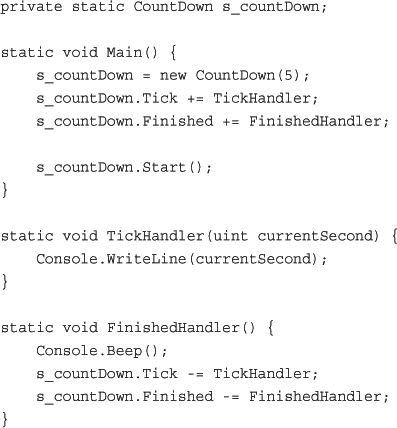 private static CountDown s_countDown;
static void Main() {
    s_countDown = new CountDown(5);
    s_countDown.Tick += TickHandler;
    s_countDown.Finished += FinishedHandler;
    s_countDown.Start();
}
static void TickHandler(uint currentSecond) {
    Console.WriteLine(currentSecond);
}
static void FinishedHandler() {
    Console.Beep();
    s_countDown.Tick -= TickHandler;
    s_countDown.Finished -= FinishedHandler;
}